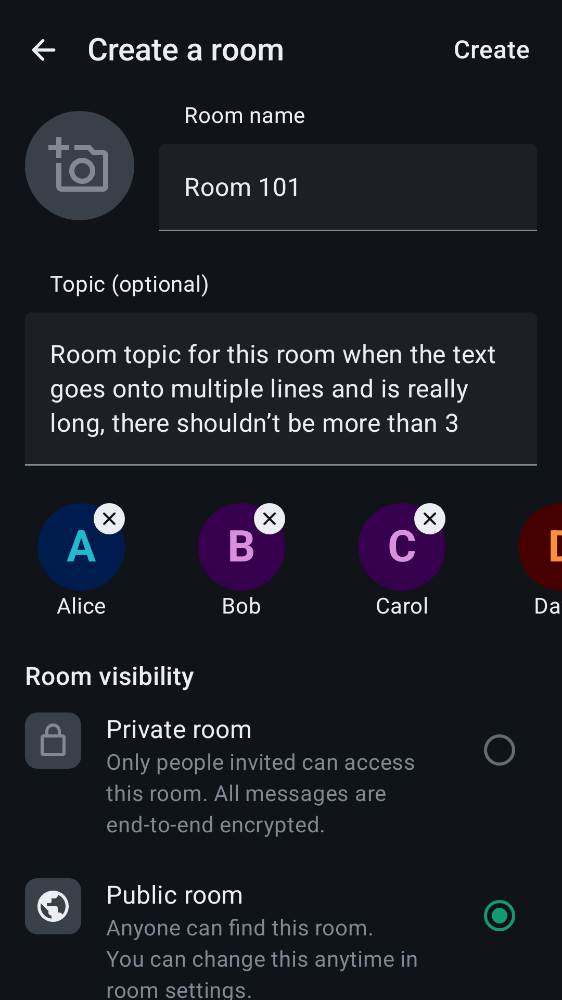 Create a room
Create
Room name
Room 101
Topic (optional)
Room topic for this room when the text
goes onto multiple lines and is really
long, there shouldn’t be more than 3
A
B
C
D
Alice
Bob
Carol
Da
Room visibility
Private room
Only people invited can access
this room. All messages are
end-to-end encrypted.
Public room
Anyone can find this room.
You can change this anytime in
room settings.